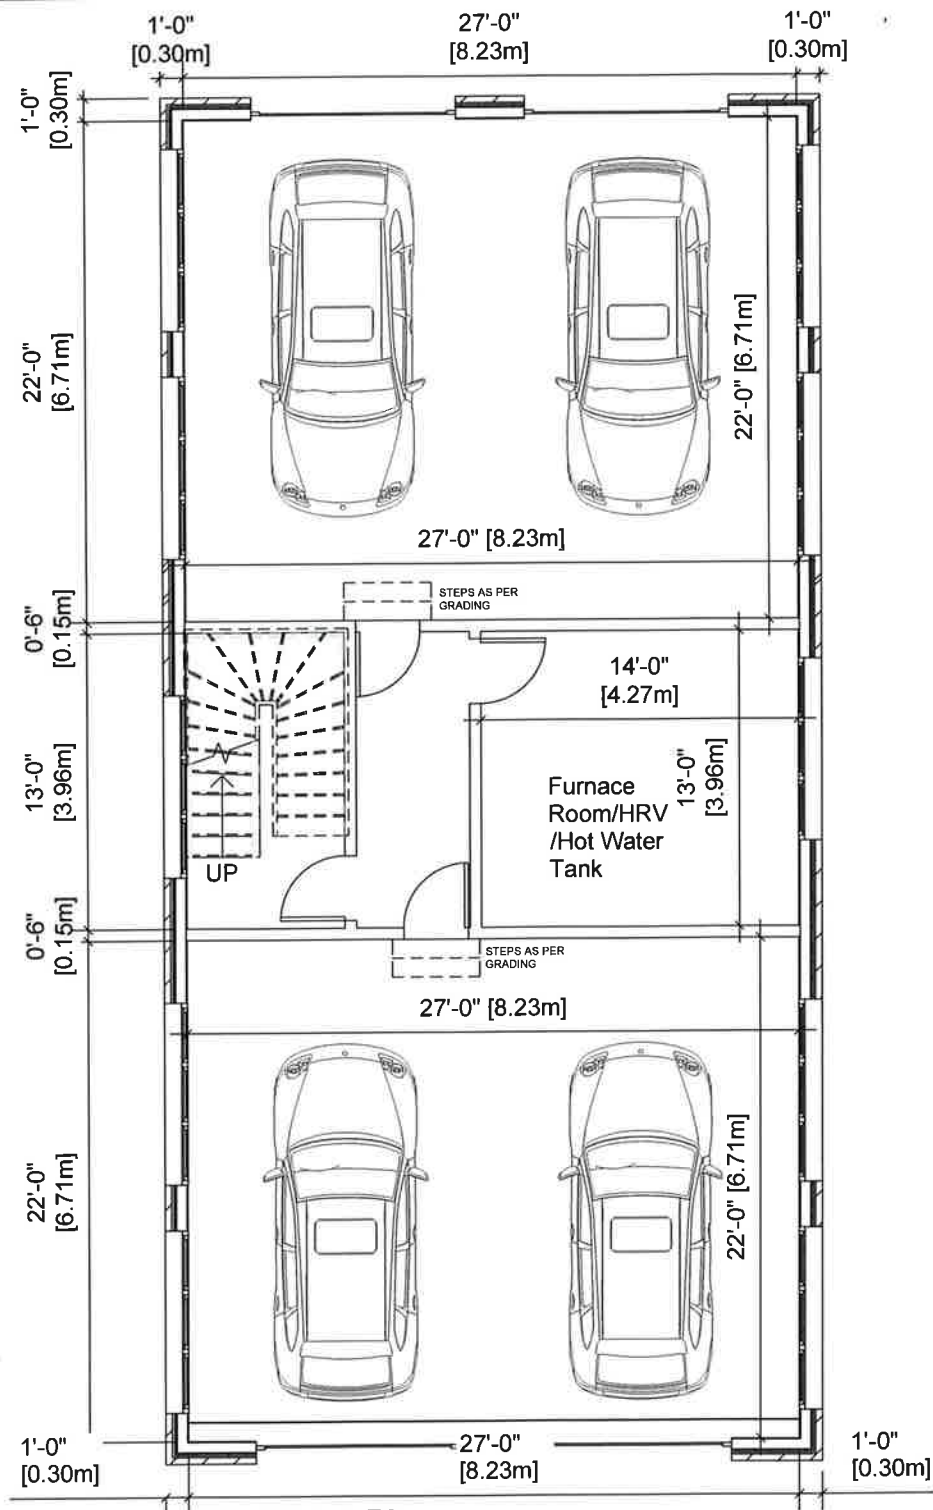 1'-0"
[0.30m]
27'-0"
[8.23m]
1'-0"
[0.30m]
1'-0"
[0.30m]
22'-0"
[6.71m]
22'-0" [6.71m]
27'-0" [8.23m]
STEPS AS PER
GRADING
0'-6"
[0.15m]
14'-0"
[4.27m]
13'-0"
[3.96m]
13'-0"
[3.96m]
Furnace
Room/HRV
/Hot Water
Tank
UP
0'-6"
[0.15m]
STEPS AS PER
GRADING
27'-0" [8.23m]
22'-0"
[6.71m]
22'-0" [6.71m]
1'-0"
[0.30m]
27'-0"
[8.23m]
1'-0"
[0.30m]